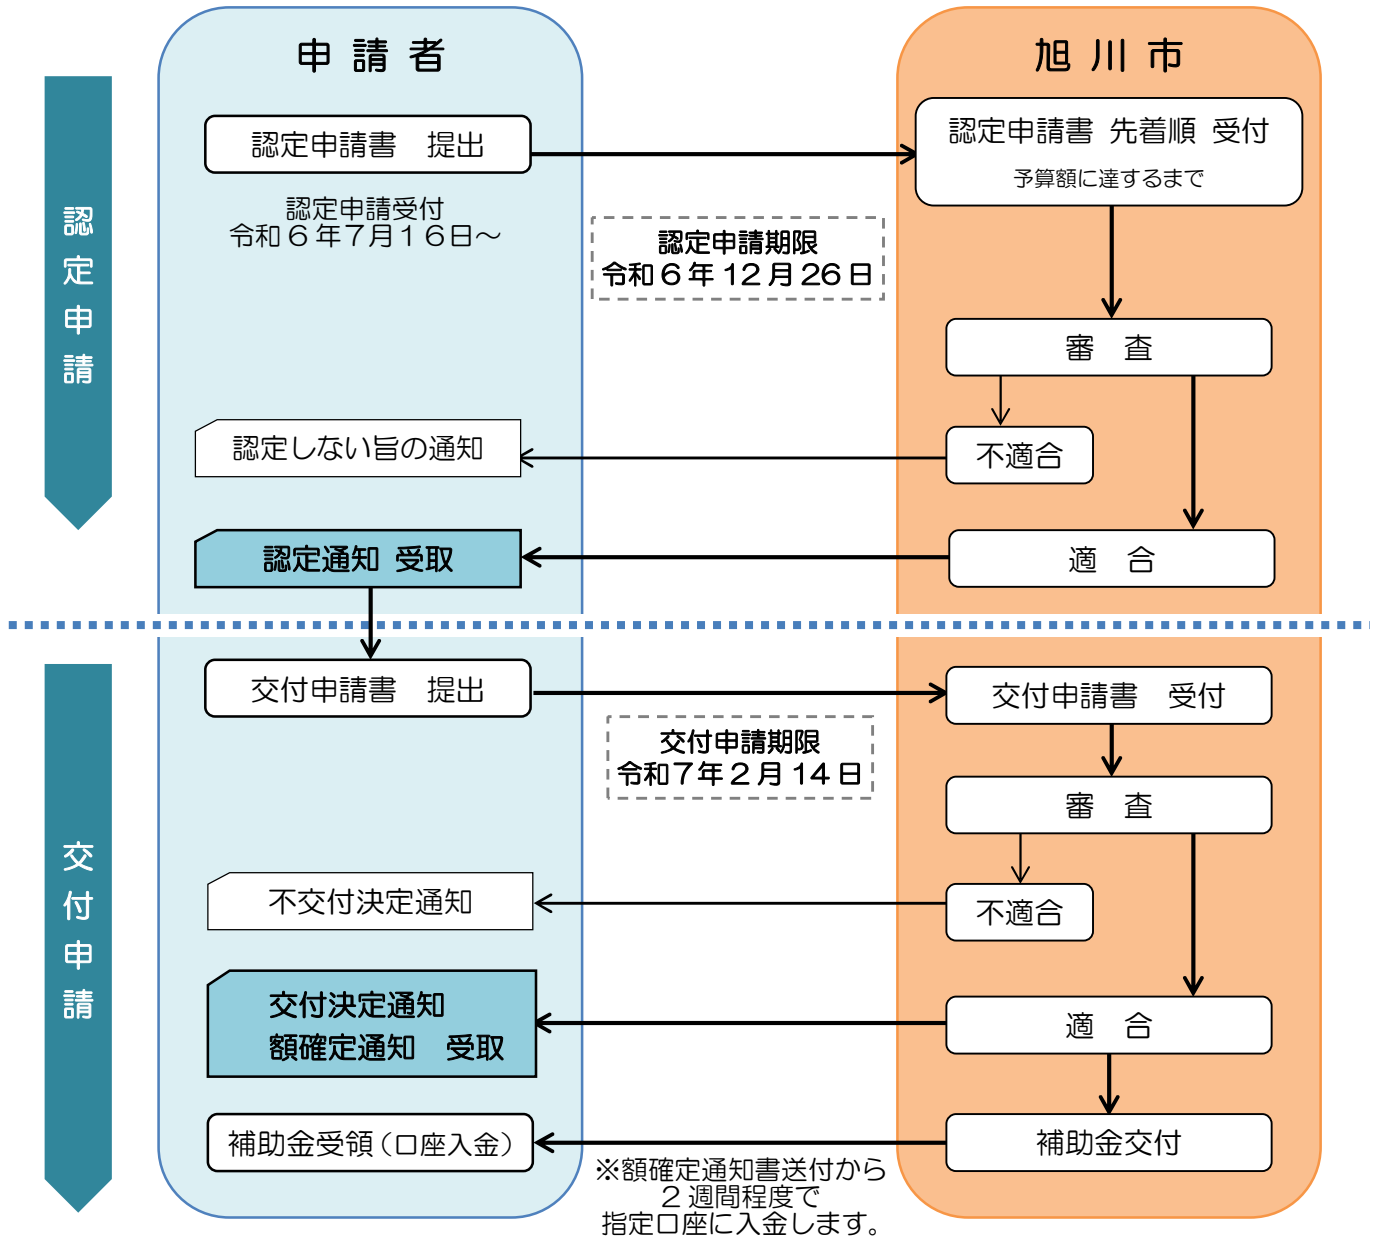 申 請 者
旭 川 市
認定申請
認定申請書　提出
認定申請書 先着順 受付
予算額に達するまで
認定申請受付
令和６年７月１６日～
認定申請期限
令和６年12月26日
審　査
認定しない旨の通知
不適合
認定通知 受取
適　合
交付申請
交付申請書　提出
交付申請書　受付
交付申請期限
令和７年２月14日
審　査
不交付決定通知
不適合
交付決定通知
額確定通知　受取
適　合
補助金受領（口座入金）
補助金交付
※額確定通知書送付から
２週間程度で
指定口座に入金します。